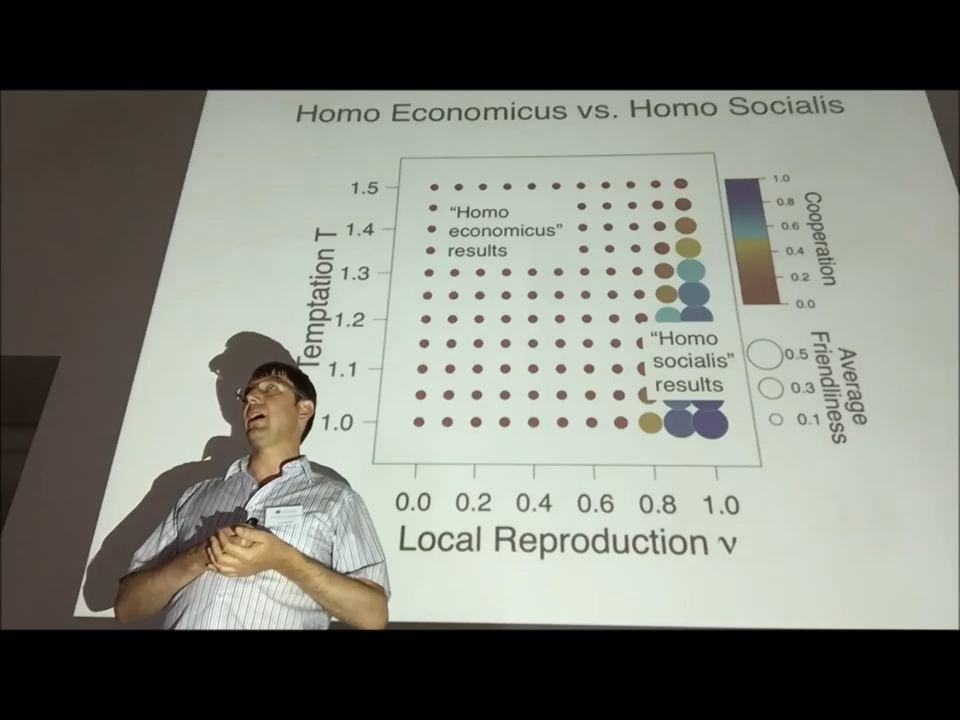 Homo Economicus vs. Homo Socialis
1.5
1.4
1.3
1.2
1.1
1.0
Temptation T
"Homo
economicus"
results
"Homo
socialis"
results
1.0
0.8
0.6
0.4
0.2
0.0
Cooperation
0.5
0.3
0.1
Average
Friendliness
0.0 0.2 0.4 0.6 0.8 1.0
Local Reproduction ν